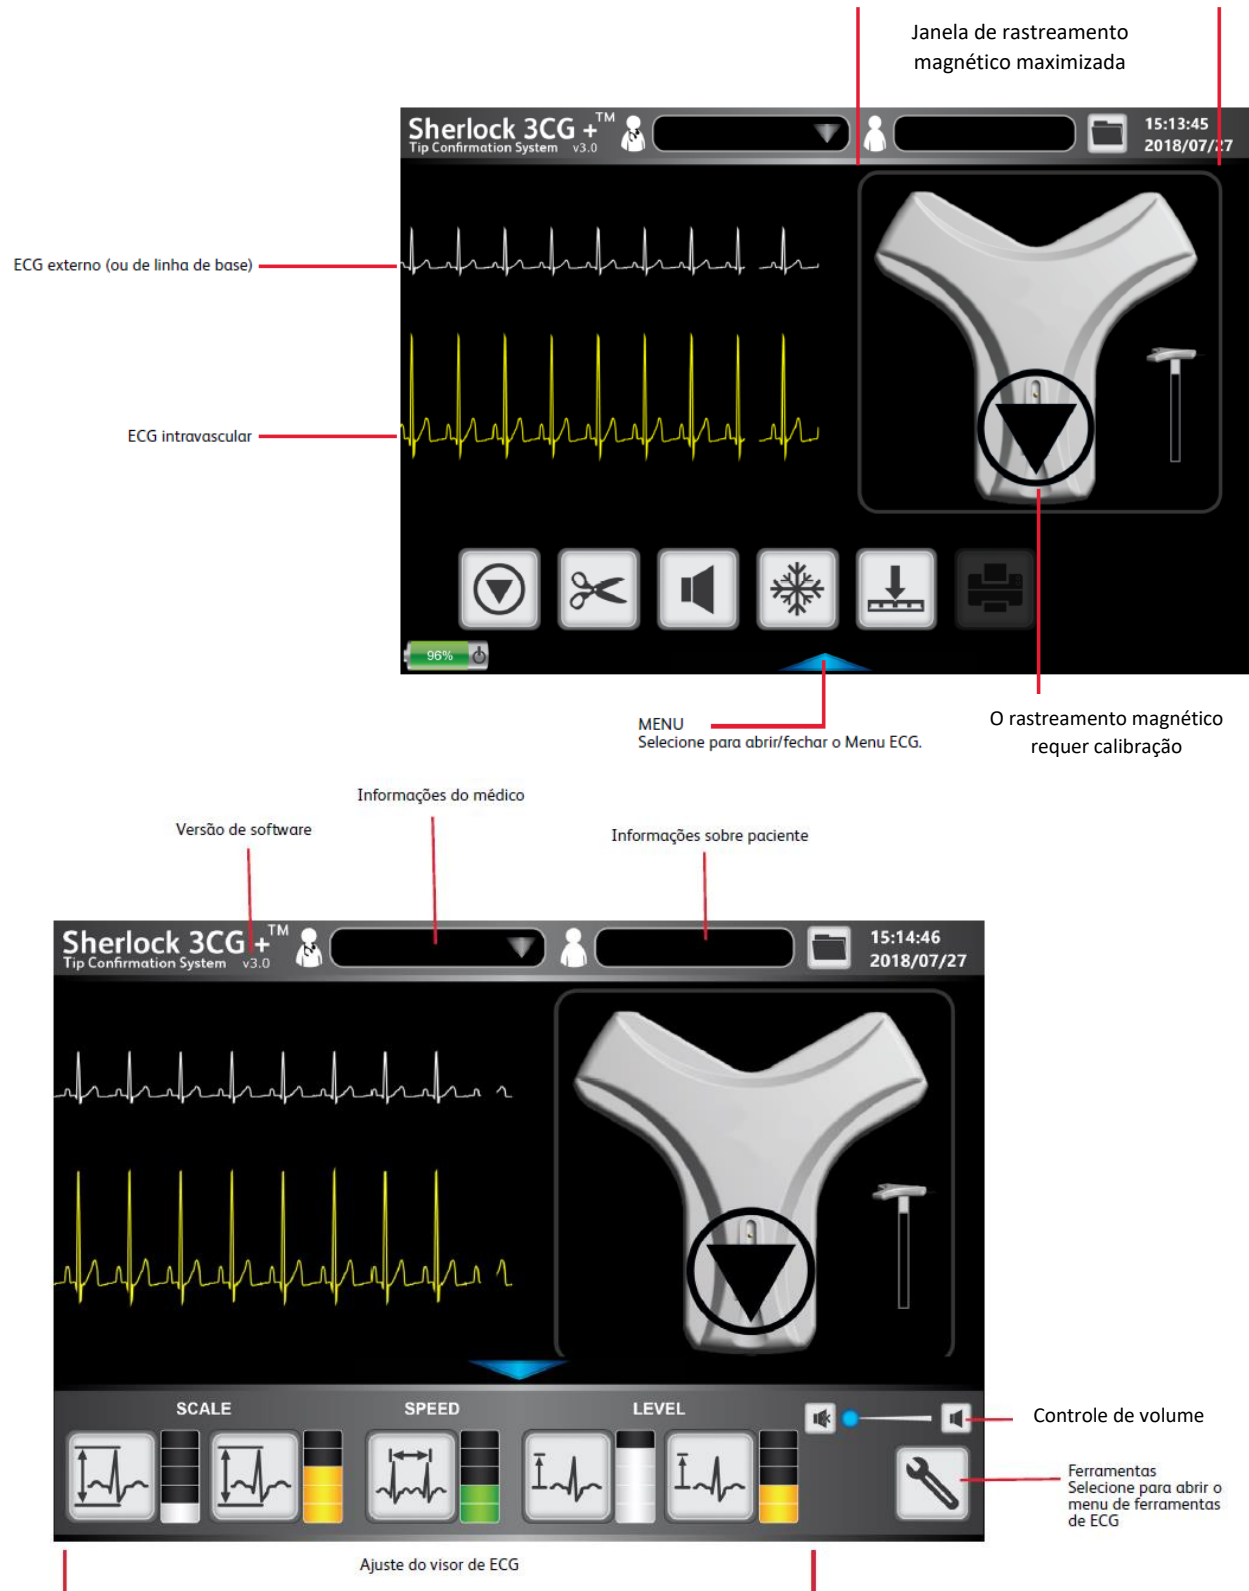 Janela de rastreamento
magnético maximizada
Sherlock 3CG +™
Tip Confirmation System v3.0
15:13:45
2018/07/27
ECG externo (ou de linha de base)
ECG intravascular
96%
MENU
Selecione para abrir/fechar o Menu ECG.
O rastreamento magnético
requer calibração
Informações do médico
Versão de software
Informações sobre paciente
Sherlock 3CG +™
Tip Confirmation System v3.0
15:14:46
2018/07/27
SCALE SPEED LEVEL
Controle de volume
Ferramentas
Selecione para abrir o
menu de ferramentas
de ECG
Ajuste do visor de ECG